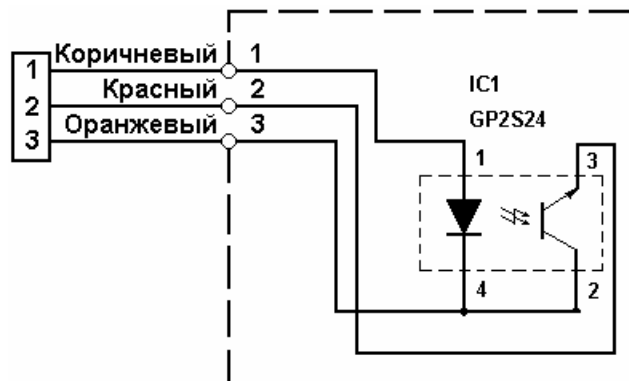 1 Коричневый 1
2 Красный 2
3 Оранжевый 3
IC1
GP2S24
1 3
4 2